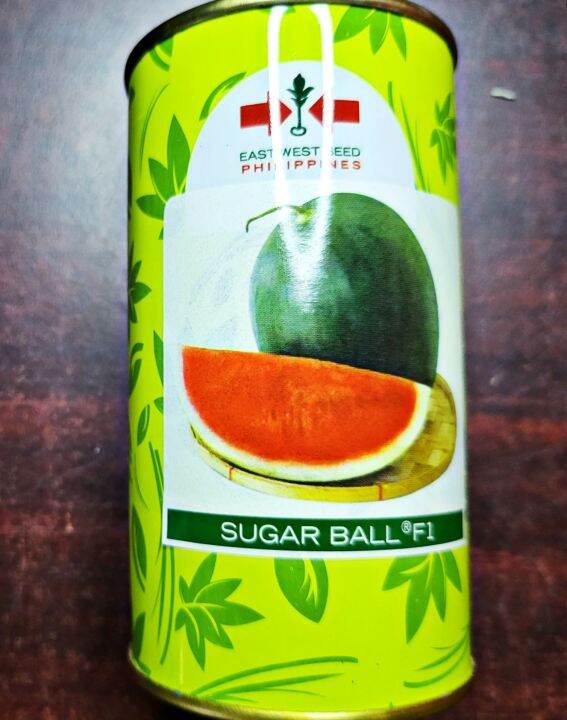 EAST WEST SEED
PHILIPPINES
SUGAR BALL® F1